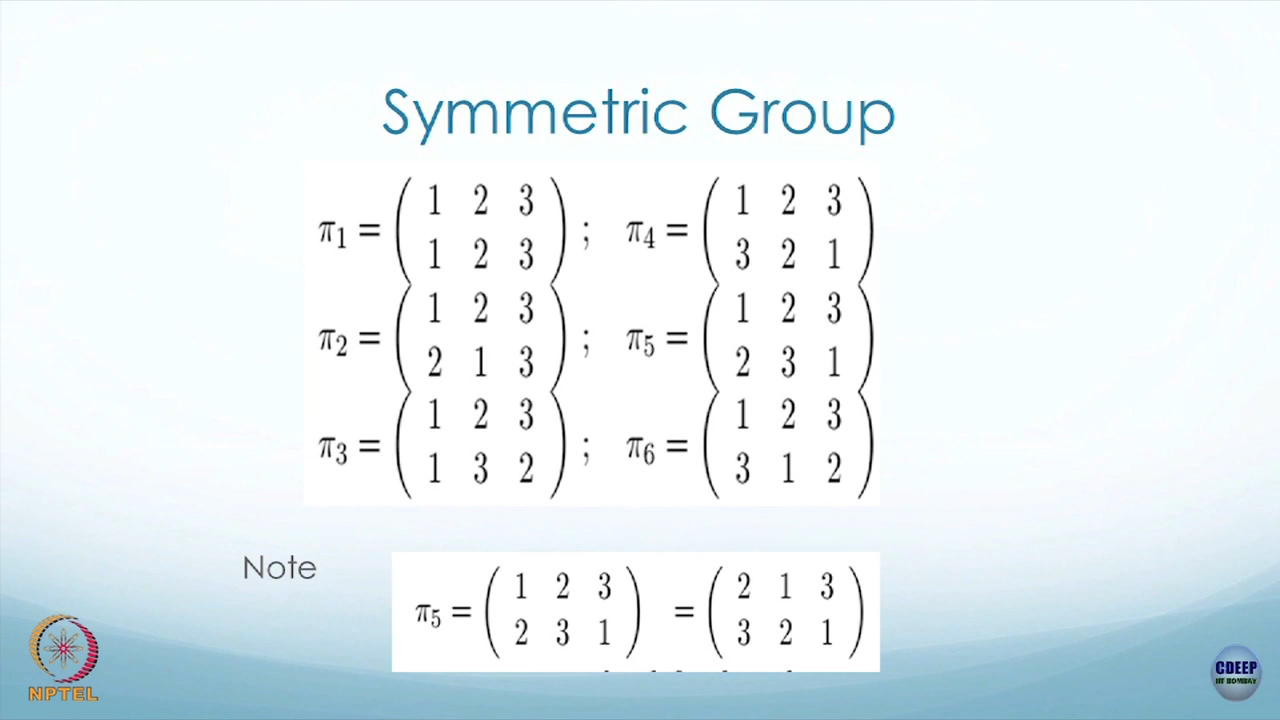 Symmetric Group
π₁ = ( 1 2 3 ; 1 2 3 ) ; π₄ = ( 1 2 3 ; 3 2 1 )
π₂ = ( 1 2 3 ; 2 1 3 ) ; π₅ = ( 1 2 3 ; 2 3 1 )
π₃ = ( 1 2 3 ; 1 3 2 ) ; π₆ = ( 1 2 3 ; 3 1 2 )
Note
π₅ = ( 1 2 3 ; 2 3 1 ) = ( 2 1 3 ; 3 2 1 )
NPTEL
CDEEP
IIT BOMBAY